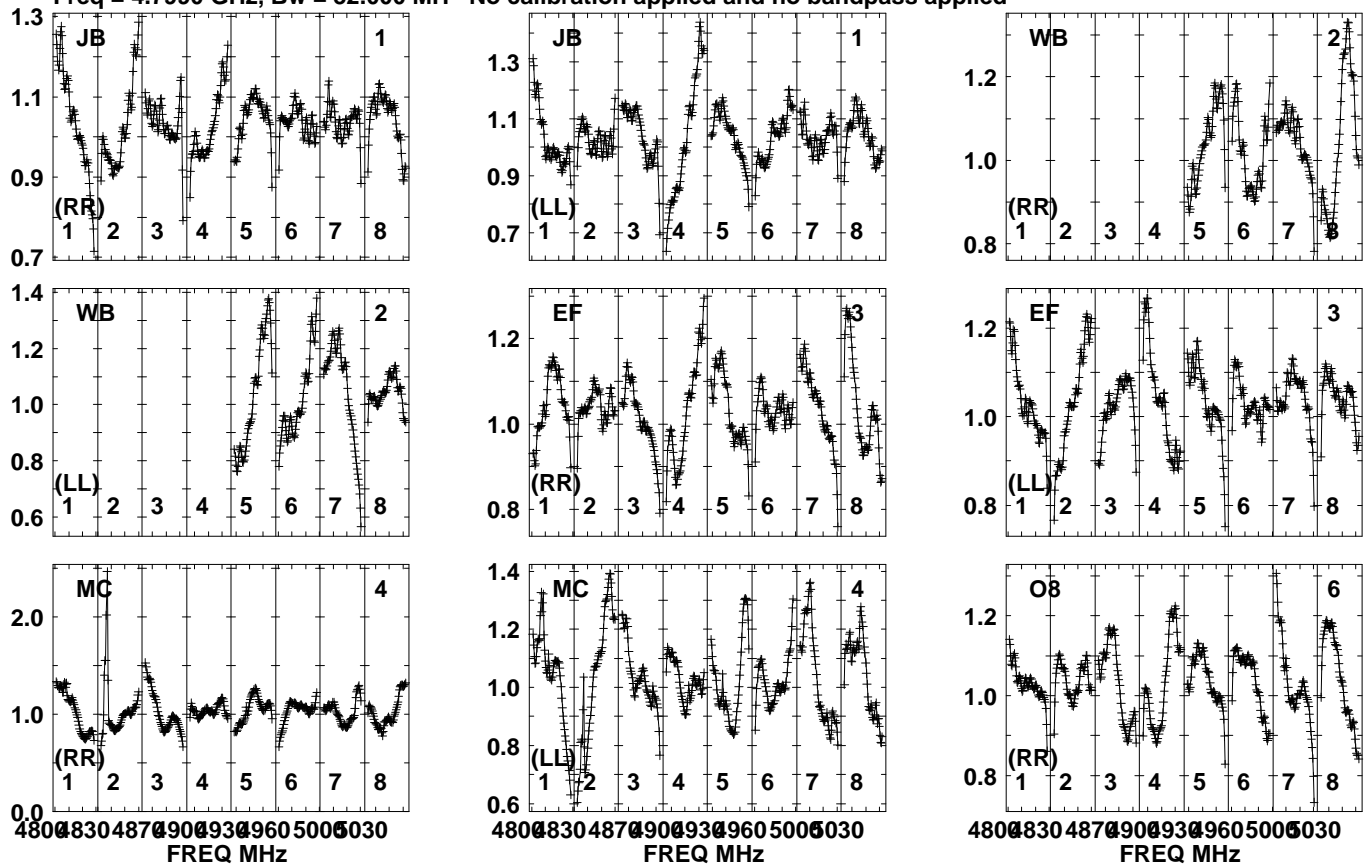 Freq = 4.7990 GHz, Bw = 32.000 MH No calibration applied and no bandpass applied
1.3 1.2 1.1 1.0 0.9 0.8 0.7
JB 1
(RR)
1 2 3 4 5 6 7 8
1.3 1.1 0.9 0.7
JB 1
(LL)
1 2 3 4 5 6 7 8
1.2 1.0 0.8
WB 2
(RR)
1 2 3 4 5 6 7 8
1.4 1.2 1.0 0.8 0.6
WB 2
(LL)
1 2 3 4 5 6 7 8
1.2 1.0 0.8
EF 3
(RR)
1 2 3 4 5 6 7 8
1.2 1.0 0.8
EF 3
(LL)
1 2 3 4 5 6 7 8
2.0 1.0 0.0
MC 4
(RR)
1 2 3 4 5 6 7 8
1.4 1.2 1.0 0.8 0.6
MC 4
(LL)
1 2 3 4 5 6 7 8
1.2 1.0 0.8
O8 6
(RR)
1 2 3 4 5 6 7 8
4800 4830 4870 4900 4930 4960 5000 5030
FREQ MHz
4800 4830 4870 4900 4930 4960 5000 5030
FREQ MHz
4800 4830 4870 4900 4930 4960 5000 5030
FREQ MHz